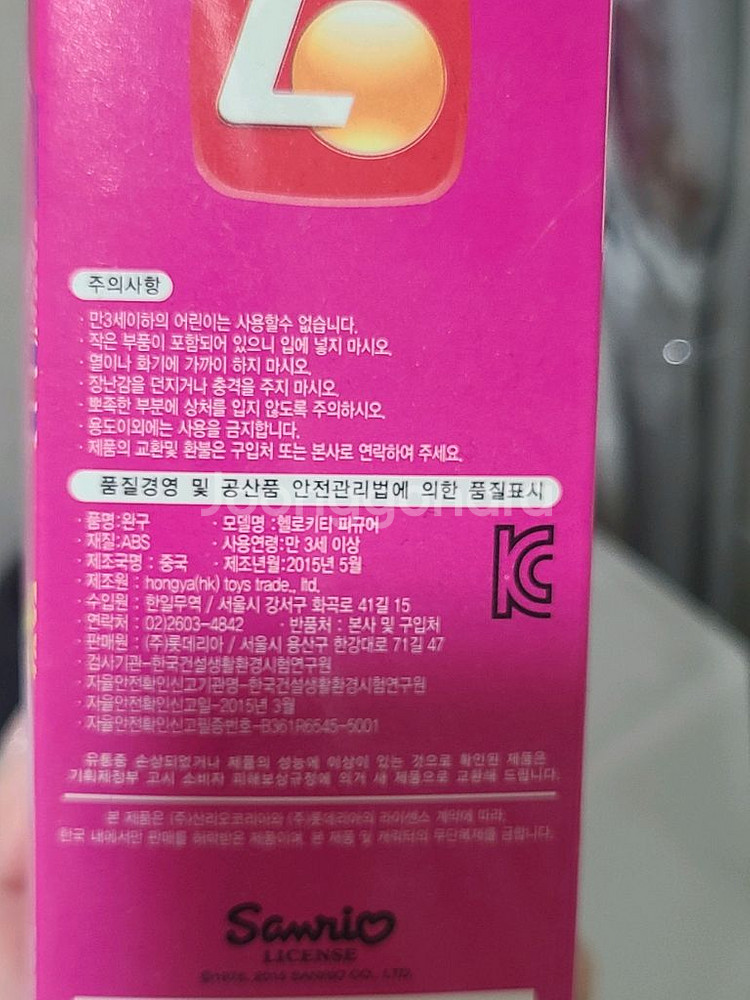 주의사항
· 만3세이하의 어린이는 사용할수 없습니다.
· 작은 부품이 포함되어 있으니 입에 넣지 마시오.
· 열이나 화기에 가까이 하지 마시오.
· 장난감을 던지거나 충격을 주지 마시오.
· 뾰족한 부분에 상처를 입지 않도록 주의하시오.
· 용도이외에는 사용을 금지합니다.
· 제품의 교환및 환불은 구입처 또는 본사로 연락하여 주세요.
품질경영 및 공산품 안전관리법에 의한 품질표시
Joonggonara
· 품명:완구 · 모델명 :헬로키티 피규어
· 재질:ABS · 사용연령:만 3세 이상
· 제조국명 : 중국 · 제조년월:2015년 5월
· 제조원 : hongya(hk) toys trade., ltd.
· 수입원 : 한일무역 / 서울시 강서구 화곡로 41길 15
· 연락처 : 02)2603-4842 · 반품처 : 본사 및 구입처
· 판매원 : (주)롯데리아 / 서울시 용산구 한강대로 71길 47
· 검사기관-한국건설생활환경시험연구원
· 자율안전확인신고기관명-한국건설생활환경시험연구원
· 자율안전확인신고일-2015년 3월
· 자율안전확인신고필증번호-B361R6545-5001
유통중 손상되었거나 제품의 성능에 이상이 있는 것으로 확인된 제품은
기획제정부 고시 소비자 피해보상규정에 의거 새 제품으로 교환해 드립니다.
본 제품은 (주)산리오코리아와 (주)롯데리아의 라이센스 계약에 따라,
한국 내에서만 판매를 허락받은 제품이며, 본 제품 및 캐릭터의 무단복제를 금합니다.
Sanrio
LICENSE
©1976, 2014 SANRIO CO., LTD.